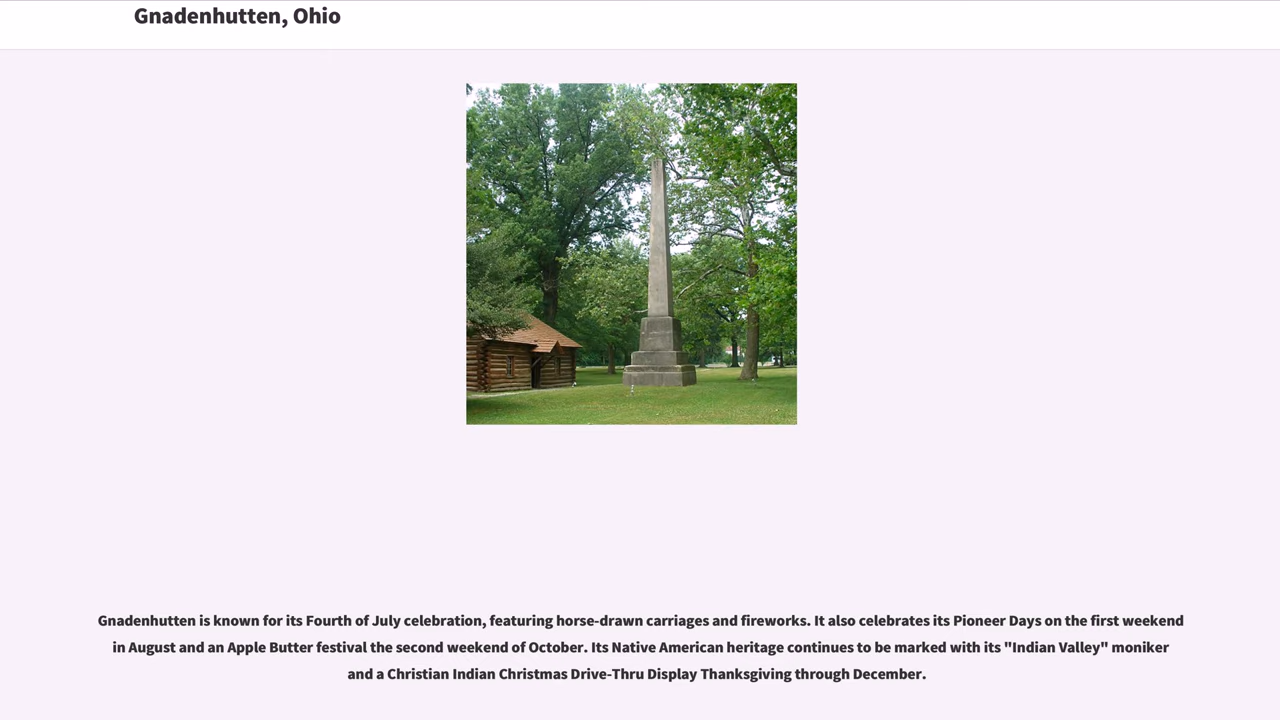 Gnadenhutten, Ohio
Gnadenhutten is known for its Fourth of July celebration, featuring horse-drawn carriages and fireworks. It also celebrates its Pioneer Days on the first weekend
in August and an Apple Butter festival the second weekend of October. Its Native American heritage continues to be marked with its "Indian Valley" moniker
and a Christian Indian Christmas Drive-Thru Display Thanksgiving through December.